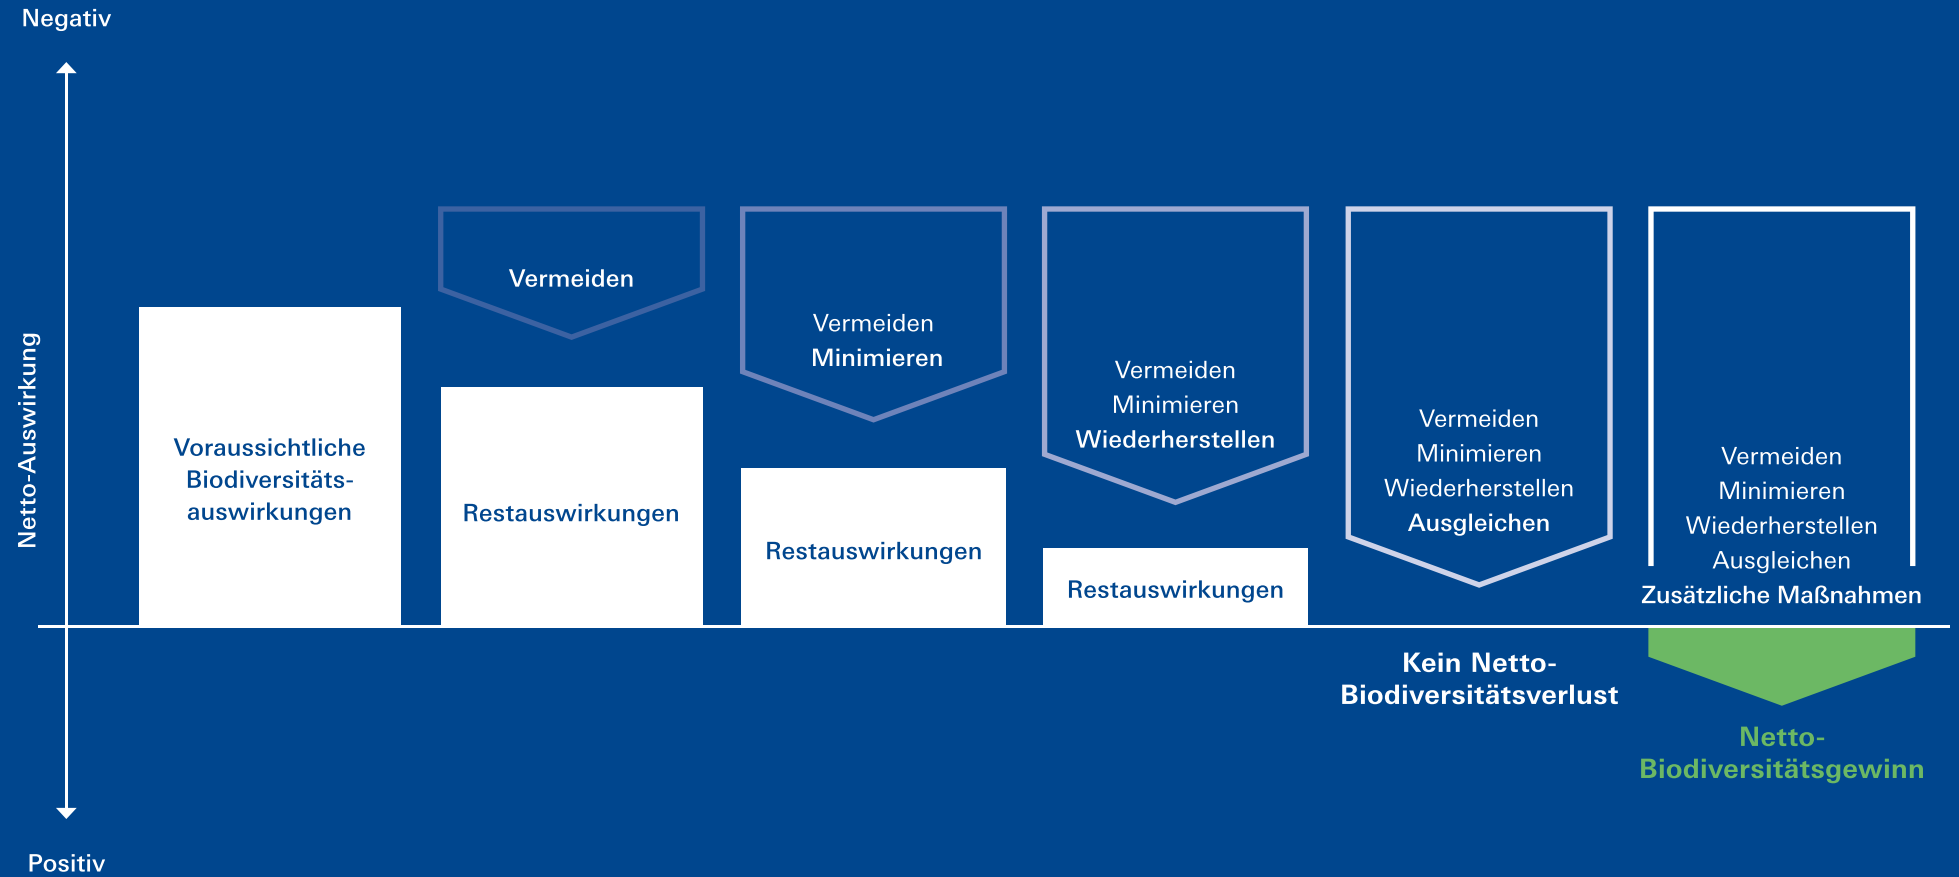 Negativ
Netto-Auswirkung
Positiv
Voraussichtliche
Biodiversitäts-
auswirkungen
Vermeiden
Restauswirkungen
Vermeiden
Minimieren
Restauswirkungen
Vermeiden
Minimieren
Wiederherstellen
Restauswirkungen
Vermeiden
Minimieren
Wiederherstellen
Ausgleichen
Kein Netto-
Biodiversitätsverlust
Vermeiden
Minimieren
Wiederherstellen
Ausgleichen
Zusätzliche Maßnahmen
Netto-
Biodiversitätsgewinn